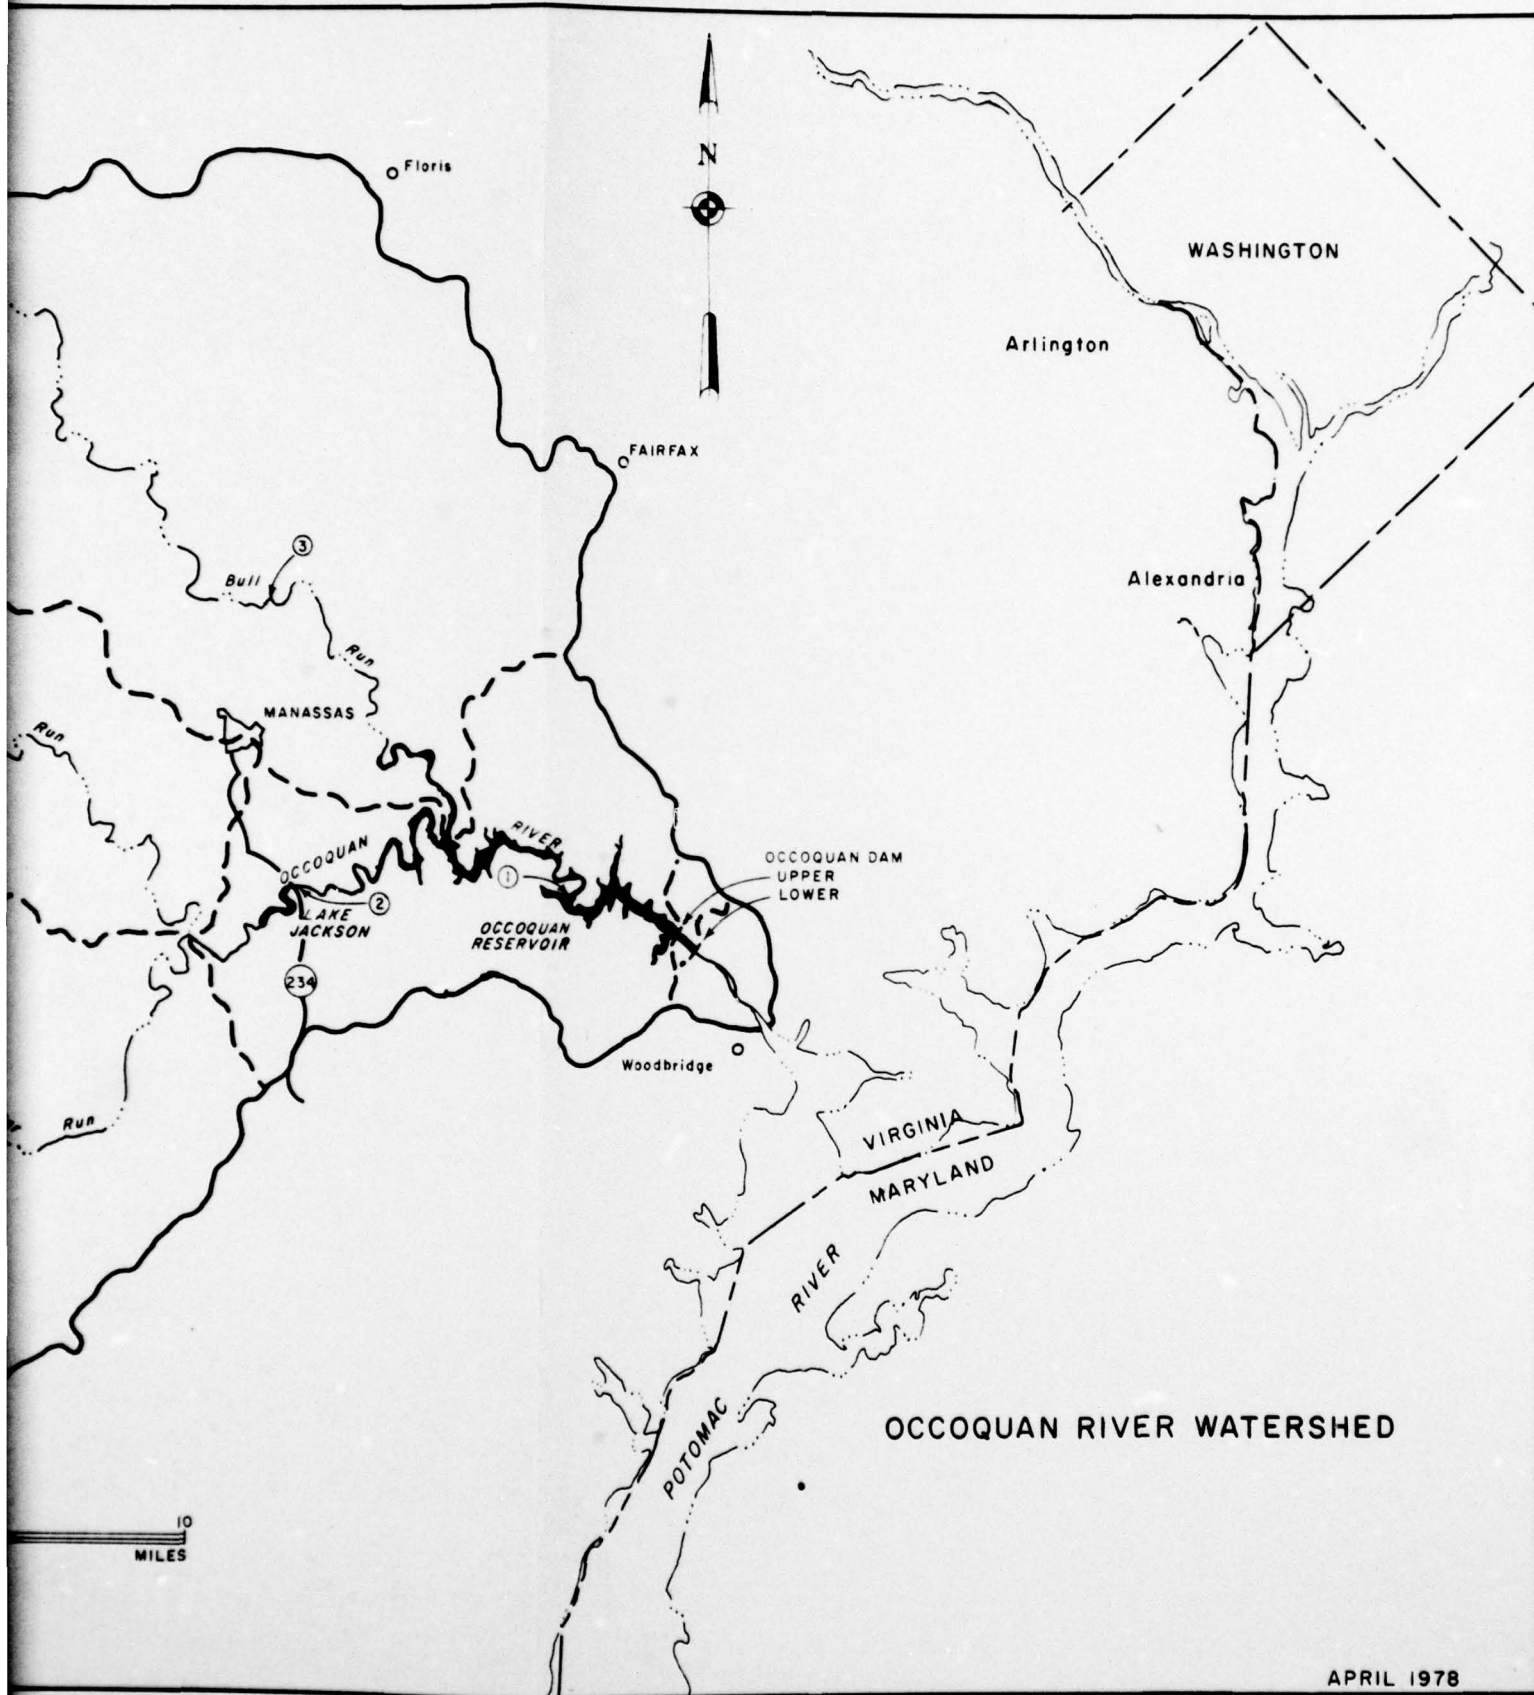 N
Floris
WASHINGTON
Arlington
FAIRFAX
3
Bull
Alexandria
Run
MANASSAS
Run
RIVER
OCCOQUAN
OCCOQUAN DAM
UPPER
LOWER
1
2
LAKE
JACKSON
OCCOQUAN
RESERVOIR
234
Woodbridge
Run
VIRGINIA
MARYLAND
RIVER
POTOMAC
OCCOQUAN RIVER WATERSHED
10
MILES
APRIL 1978